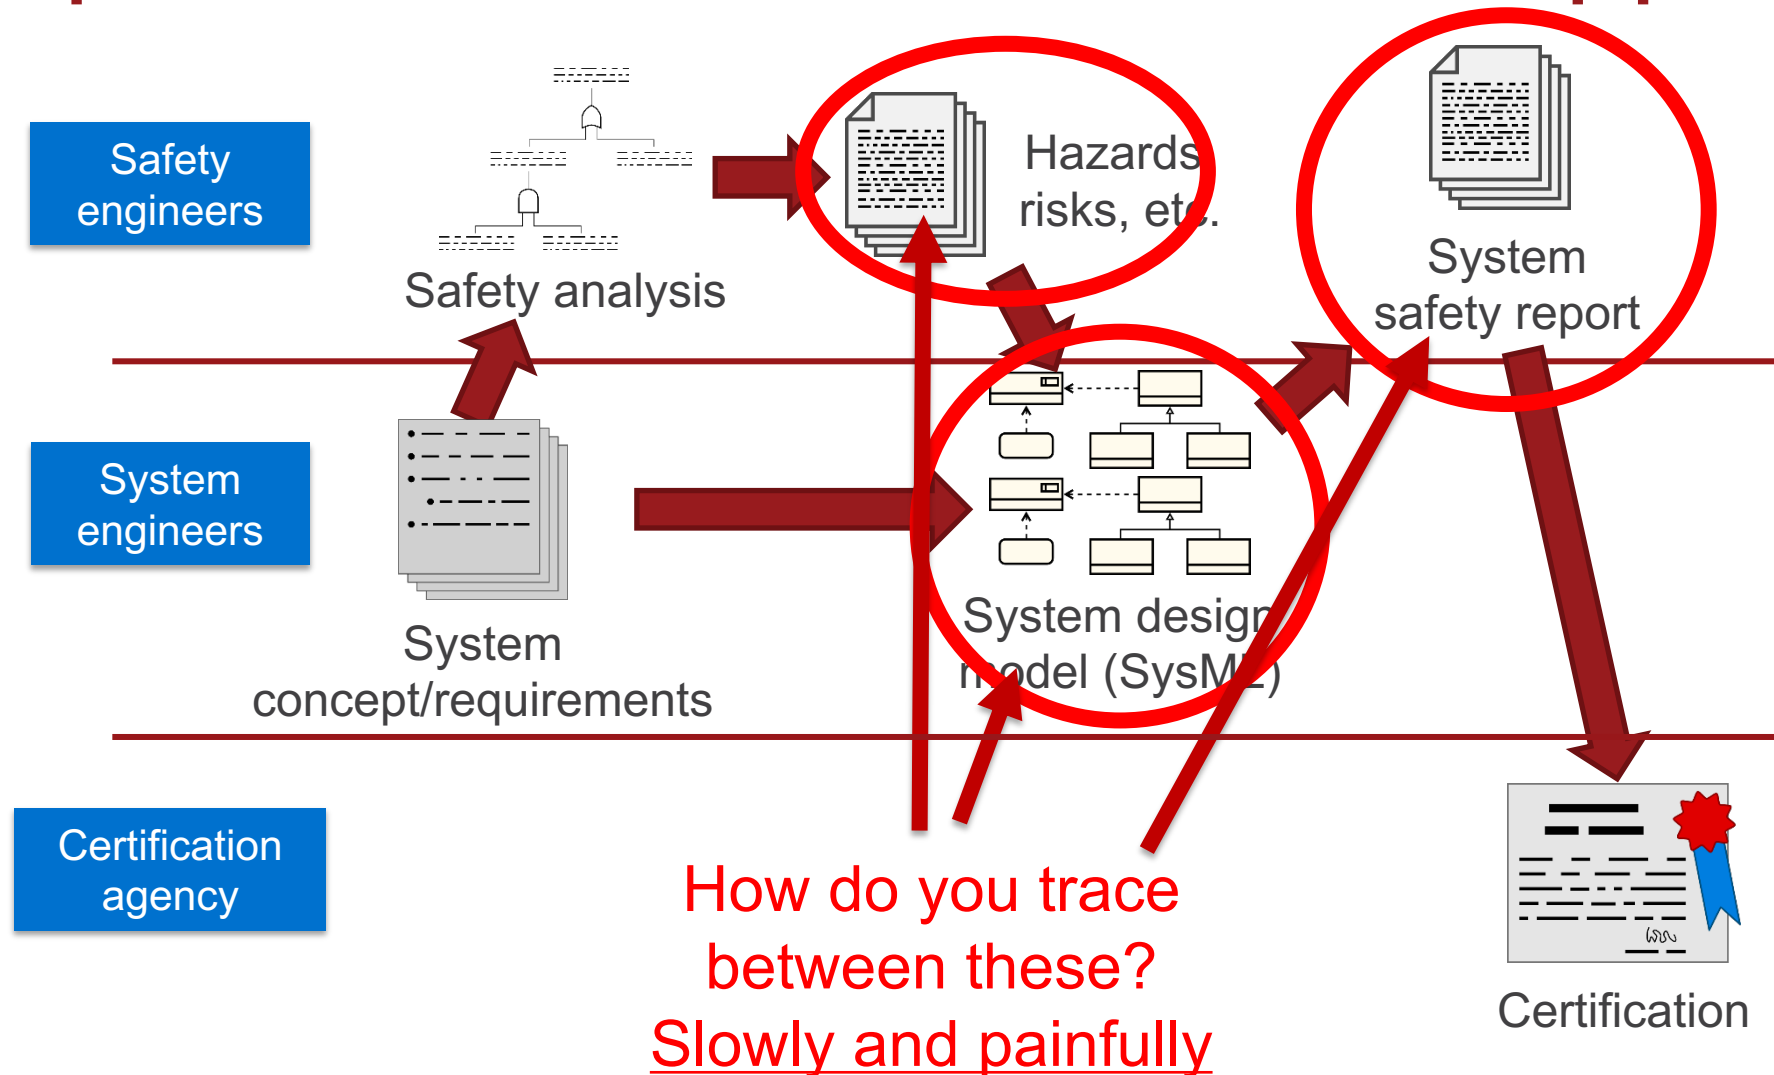 Safety
engineers
Safety analysis
Hazards
risks, etc.
System
safety report
System
engineers
System
concept/requirements
System design
model (SysML)
Certification
agency
How do you trace
between these?
Slowly and painfully
Certification